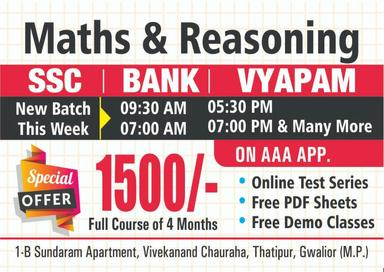 Maths & Reasoning
SSC | BANK | VYAPAM
New Batch 09:30 AM 05:30 PM
This Week 07:00 AM 07:00 PM & Many More
Special
OFFER
1500/-
Full Course of 4 Months
ON AAA APP.
• Online Test Series
• Free PDF Sheets
• Free Demo Classes
1-B Sundaram Apartment, Vivekanand Chauraha, Thatipur, Gwalior (M.P.)